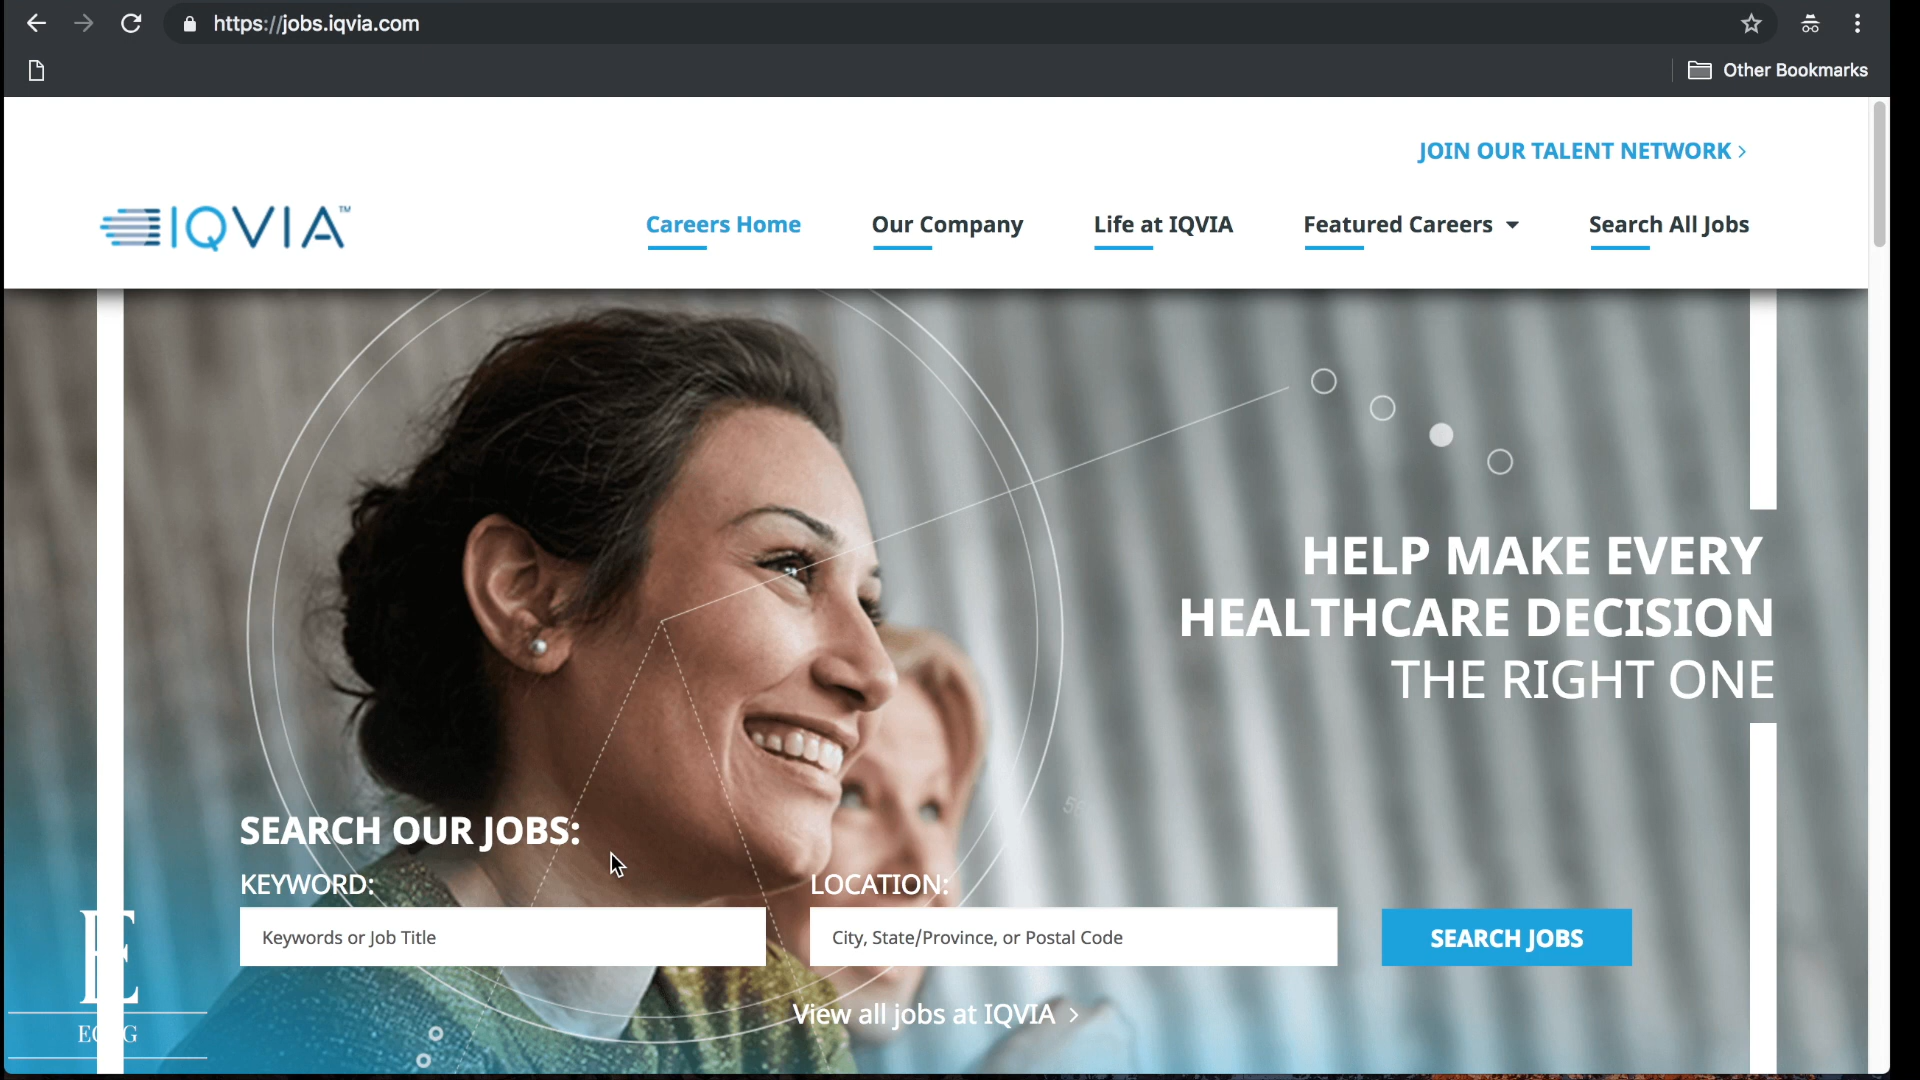 https://jobs.iqvia.com
Other Bookmarks
JOIN OUR TALENT NETWORK >
IQVIA™
Careers Home
Our Company
Life at IQVIA
Featured Careers
Search All Jobs
HELP MAKE EVERY
HEALTHCARE DECISION
THE RIGHT ONE
SEARCH OUR JOBS:
KEYWORD:
LOCATION:
Keywords or Job Title
City, State/Province, or Postal Code
SEARCH JOBS
View all jobs at IQVIA >
E